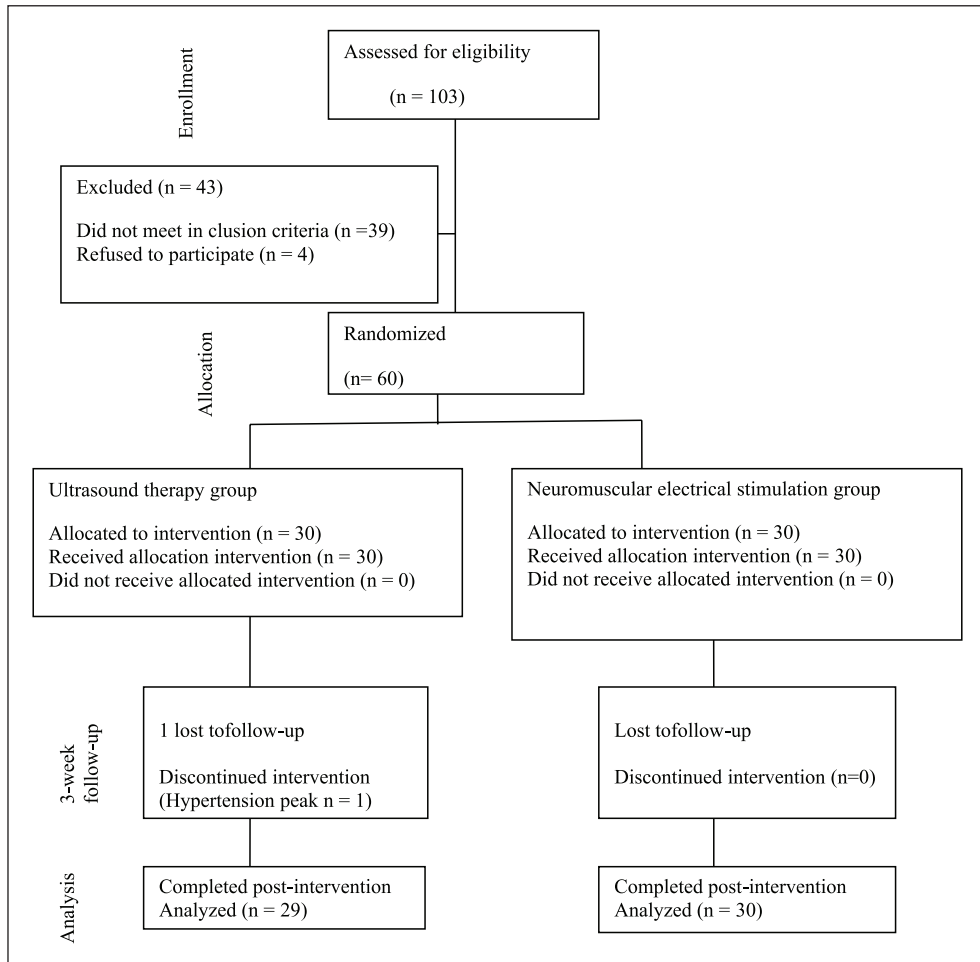 Enrollment
Assessed for eligibility
(n = 103)
Excluded (n = 43)
Did not meet in clusion criteria (n =39)
Refused to participate (n = 4)
Allocation
Randomized
(n= 60)
Ultrasound therapy group
Allocated to intervention (n = 30)
Received allocation intervention (n = 30)
Did not receive allocated intervention (n = 0)
Neuromuscular electrical stimulation group
Allocated to intervention (n = 30)
Received allocation intervention (n = 30)
Did not receive allocated intervention (n = 0)
3-week
follow-up
1 lost tofollow-up
Discontinued intervention
(Hypertension peak n = 1)
Lost tofollow-up
Discontinued intervention (n=0)
Analysis
Completed post-intervention
Analyzed (n = 29)
Completed post-intervention
Analyzed (n = 30)